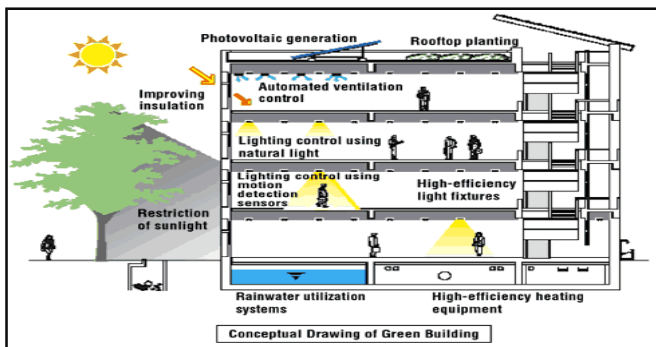 Photovoltaic generation
Rooftop planting
Improving
insulation
Automated ventilation
control
Lighting control using
natural light
Lighting control using
motion
detection
sensors
High-efficiency
light fixtures
Restriction
of sunlight
Rainwater utilization
systems
High-efficiency heating
equipment
Conceptual Drawing of Green Building